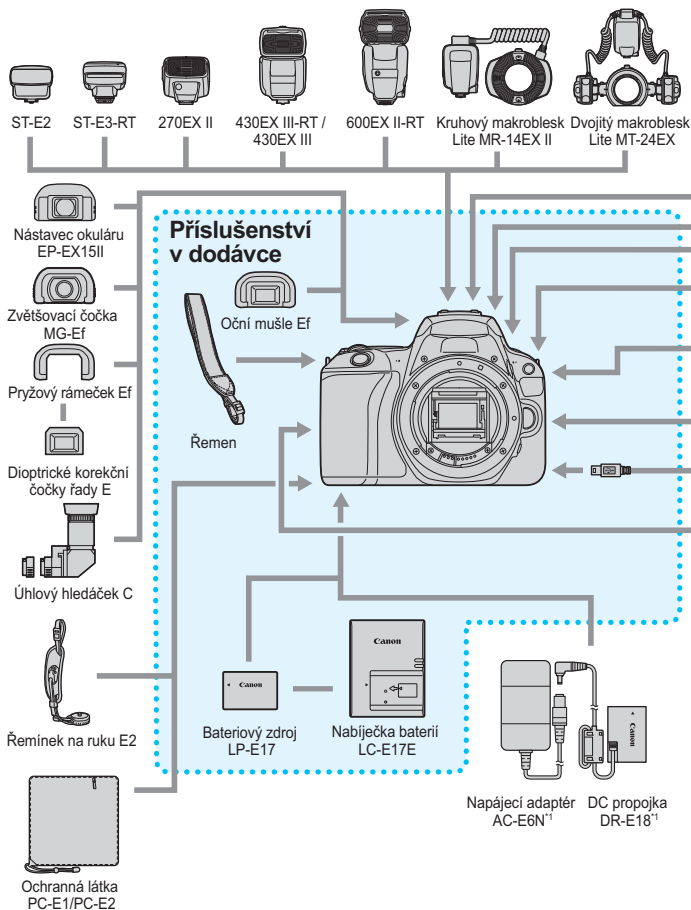 ST-E2
ST-E3-RT
270EX II
430EX III-RT /
430EX III
600EX II-RT
Kruhový makroblesk
Lite MR-14EX II
Dvojitý makroblesk
Lite MT-24EX
Nástavec okuláru
EP-EX15II
Zvětšovací čočka
MG-Ef
Pryžový rámeček Ef
Dioptrické korekční
čočky řady E
Úhlový hledáček C
Řemínek na ruku E2
Ochranná látka
PC-E1/PC-E2
Příslušenství
v dodávce
Oční mušle Ef
Řemen
Canon
Bateriový zdroj
LP-E17
Canon
Nabíječka baterií
LC-E17E
Canon
Napájecí adaptér
AC-E6N*1
DC propojka
DR-E18*1